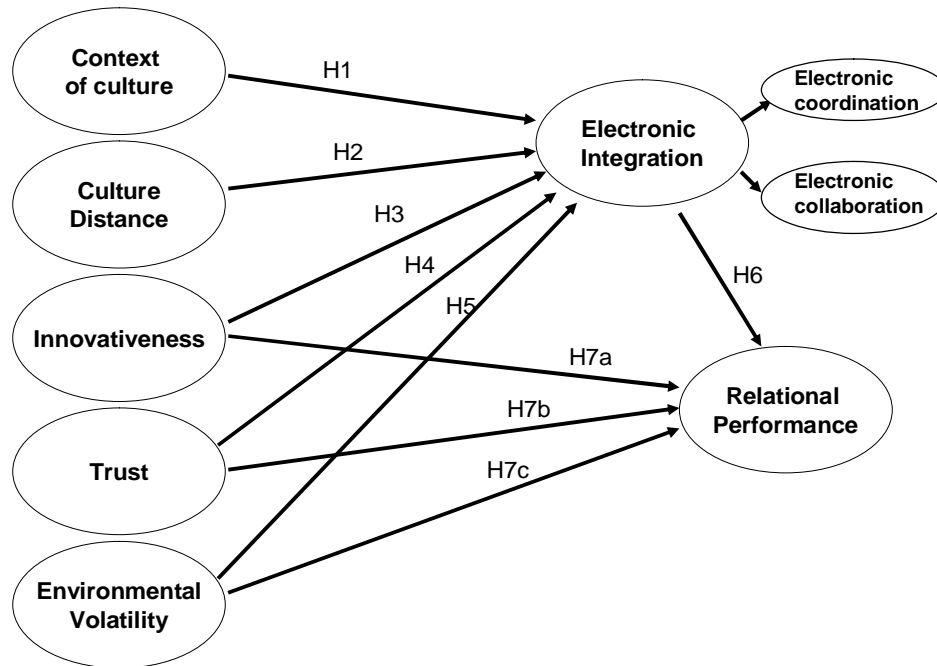 Context
of culture
H1
Electronic
coordination
Electronic
Integration
H2
Culture
Distance
Electronic
collaboration
H3
H4
H5
H6
Innovativeness
H7a
Relational
Performance
H7b
Trust
H7c
Environmental
Volatility